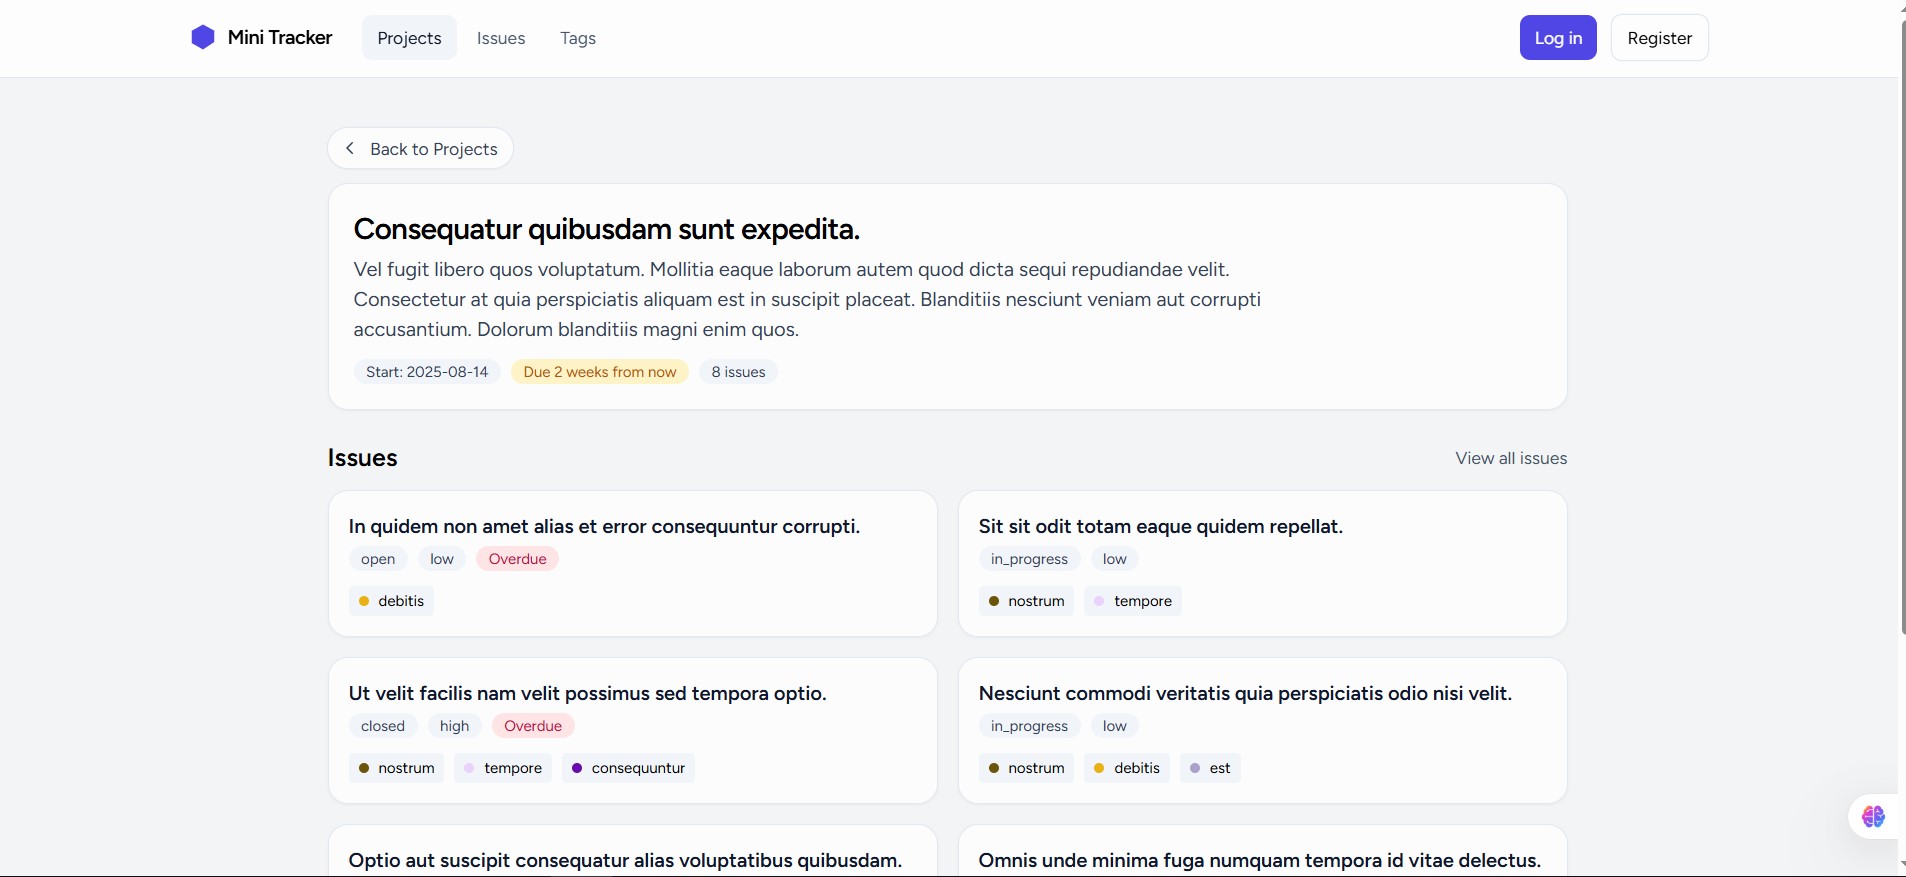 Mini Tracker
Projects
Issues
Tags
Log in
Register
Back to Projects
Consequatur quibusdam sunt expedita.
Vel fugit libero quos voluptatum. Mollitia eaque laborum autem quod dicta sequi repudiandae velit.
Consectetur at quia perspiciatis aliquam est in suscipit placeat. Blanditiis nesciunt veniam aut corrupti
accusantium. Dolorum blanditiis magni enim quos.
Start: 2025-08-14
Due 2 weeks from now
8 issues
Issues
View all issues
In quidem non amet alias et error consequuntur corrupti.
open
low
Overdue
debitis
Sit sit odit totam eaque quidem repellat.
in_progress
low
nostrum
tempore
Ut velit facilis nam velit possimus sed tempora optio.
closed
high
Overdue
nostrum
tempore
consequuntur
Nesciunt commodi veritatis quia perspiciatis odio nisi velit.
in_progress
low
nostrum
debitis
est
Optio aut suscipit consequatur alias voluptatibus quibusdam.
Omnis unde minima fuga numquam tempora id vitae delectus.